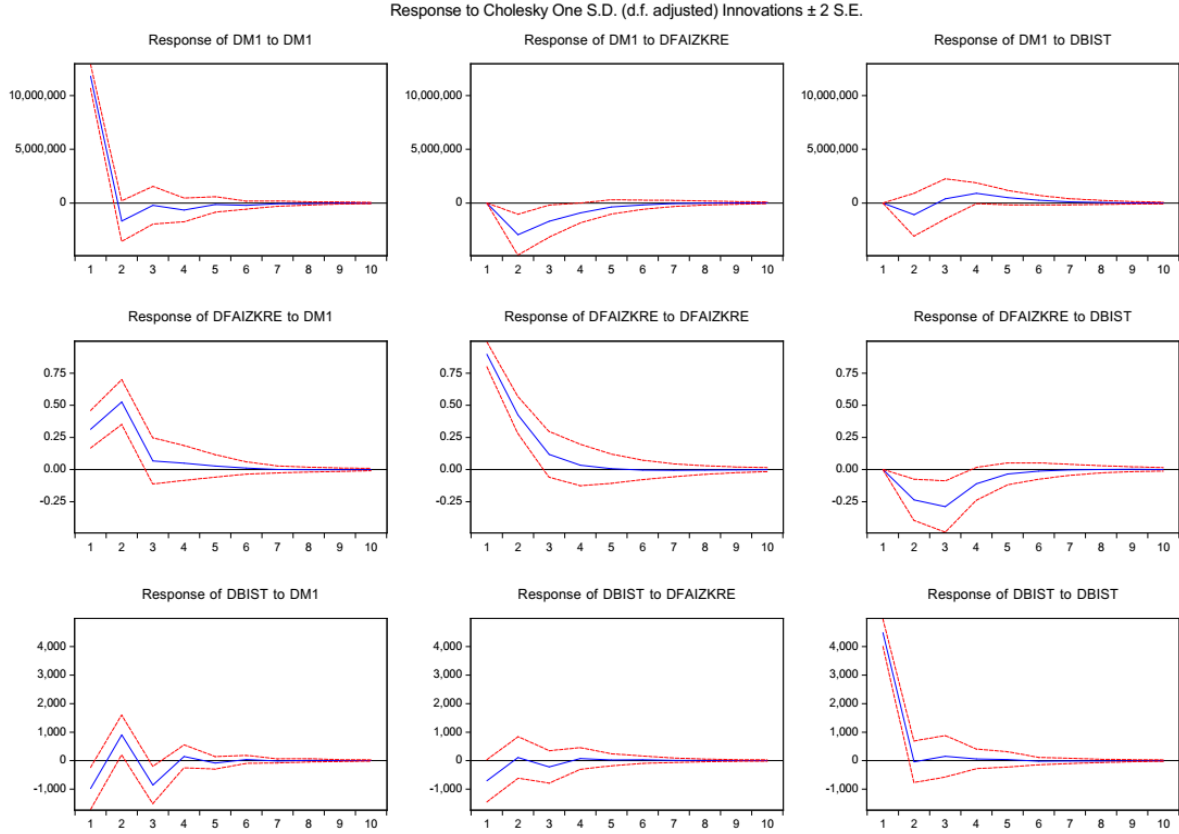 Response to Cholesky One S.D. (d.f. adjusted) Innovations ± 2 S.E.
Response of DM1 to DM1
10,000,000
5,000,000
0
1 2 3 4 5 6 7 8 9 10
Response of DM1 to DFAIZKRE
10,000,000
5,000,000
0
1 2 3 4 5 6 7 8 9 10
Response of DM1 to DBIST
10,000,000
5,000,000
0
1 2 3 4 5 6 7 8 9 10
Response of DFAIZKRE to DM1
0.75
0.50
0.25
0.00
-0.25
1 2 3 4 5 6 7 8 9 10
Response of DFAIZKRE to DFAIZKRE
0.75
0.50
0.25
0.00
-0.25
1 2 3 4 5 6 7 8 9 10
Response of DFAIZKRE to DBIST
0.75
0.50
0.25
0.00
-0.25
1 2 3 4 5 6 7 8 9 10
Response of DBIST to DM1
4,000
3,000
2,000
1,000
0
-1,000
1 2 3 4 5 6 7 8 9 10
Response of DBIST to DFAIZKRE
4,000
3,000
2,000
1,000
0
-1,000
1 2 3 4 5 6 7 8 9 10
Response of DBIST to DBIST
4,000
3,000
2,000
1,000
0
-1,000
1 2 3 4 5 6 7 8 9 10